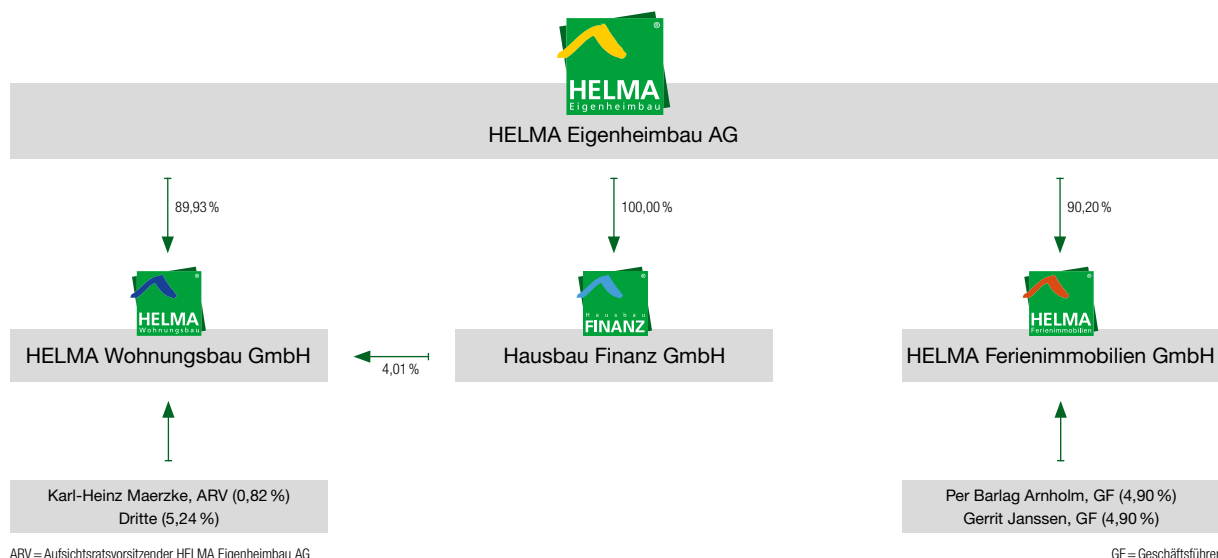 ®
HELMA
Eigenheimbau
HELMA Eigenheimbau AG
89,93 %
100,00 %
90,20 %
®
HELMA
Wohnungsbau
®
Hausbau
FINANZ
®
HELMA
Ferienimmobilien
HELMA Wohnungsbau GmbH
4,01 %
Hausbau Finanz GmbH
HELMA Ferienimmobilien GmbH
Karl-Heinz Maerzke, ARV (0,82 %)
Dritte (5,24 %)
Per Barlag Arnholm, GF (4,90 %)
Gerrit Janssen, GF (4,90 %)
ARV = Aufsichtsratsvorsitzender HELMA Eigenheimbau AG
GF = Geschäftsführer